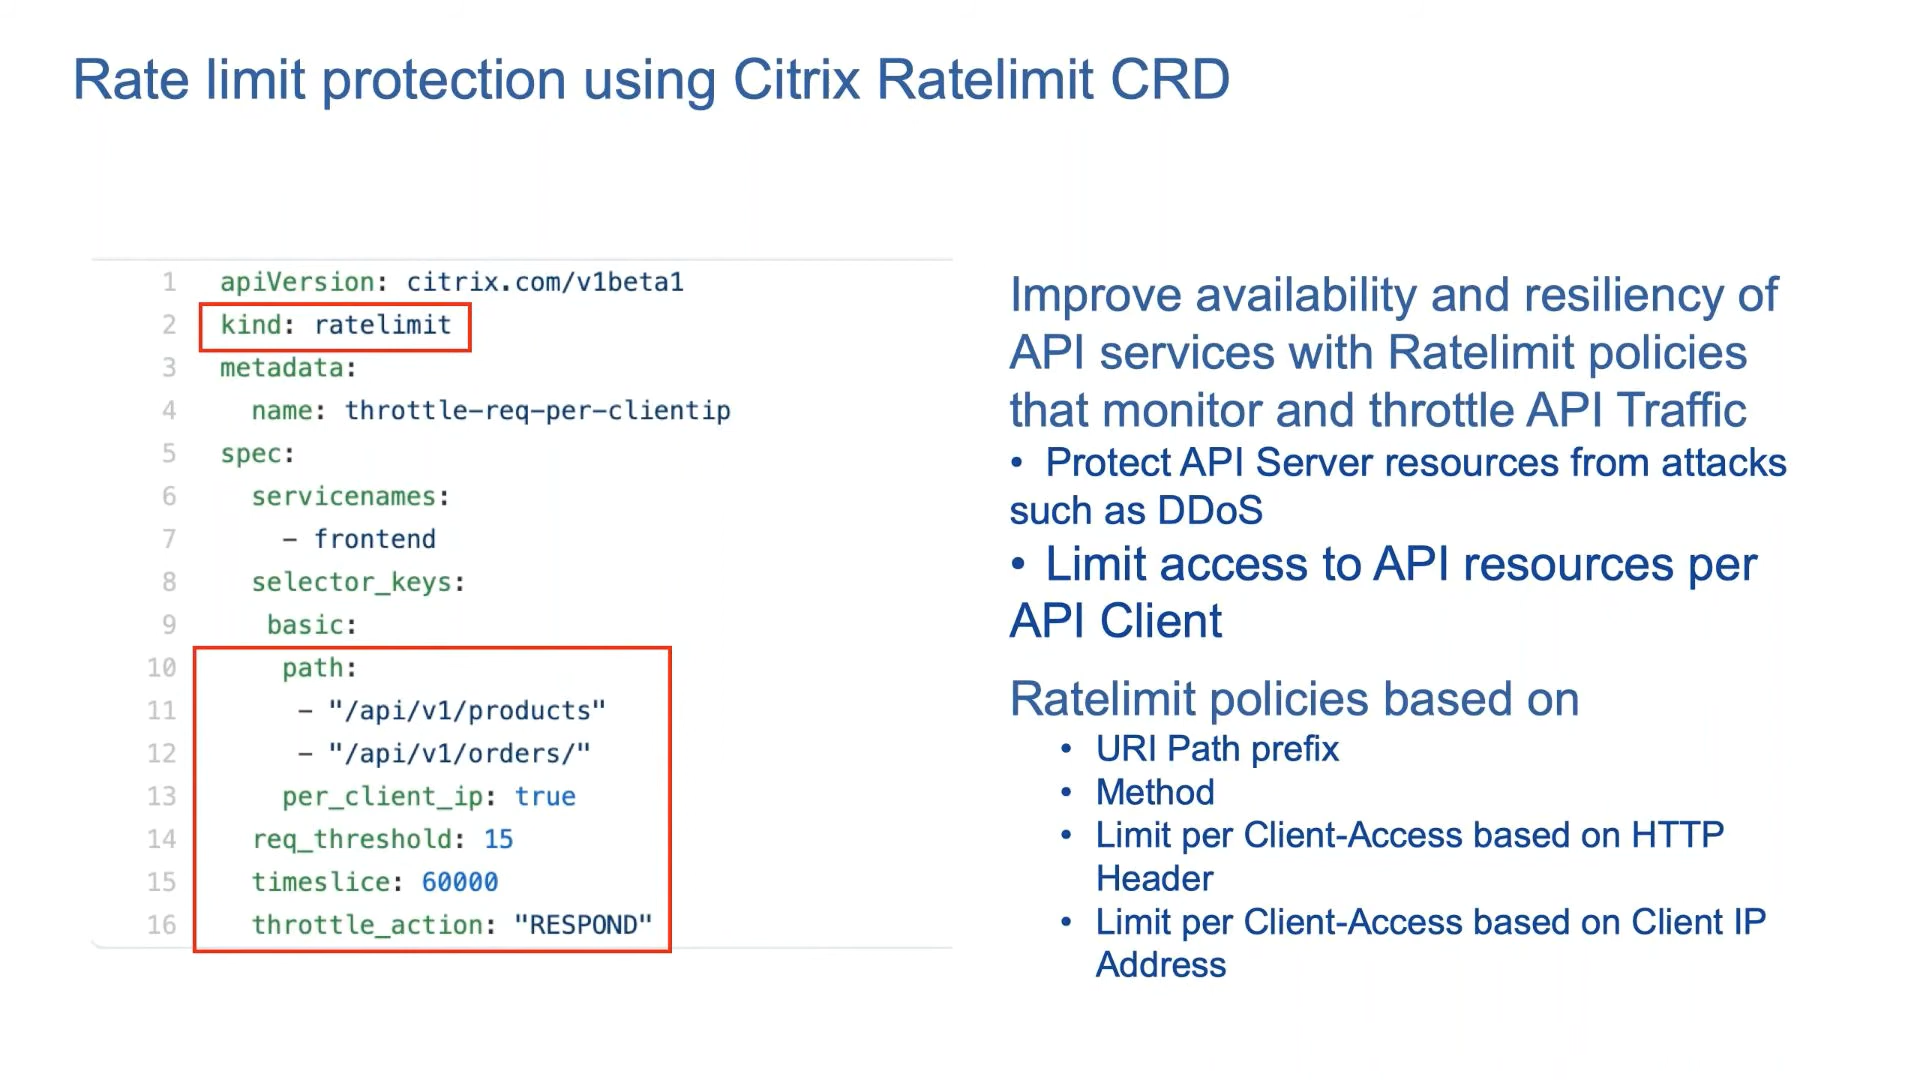 Rate limit protection using Citrix Ratelimit CRD
1 apiVersion: citrix.com/v1beta1
2 kind: ratelimit
3 metadata:
4 name: throttle-req-per-clientip
5 spec:
6 servicenames:
7 - frontend
8 selector_keys:
9 basic:
10 path:
11 - "/api/v1/products"
12 - "/api/v1/orders/"
13 per_client_ip: true
14 req_threshold: 15
15 timeslice: 60000
16 throttle_action: "RESPOND"
Improve availability and resiliency of
API services with Ratelimit policies
that monitor and throttle API Traffic
• Protect API Server resources from attacks
such as DDoS
• Limit access to API resources per
API Client
Ratelimit policies based on
• URI Path prefix
• Method
• Limit per Client-Access based on HTTP
Header
• Limit per Client-Access based on Client IP
Address